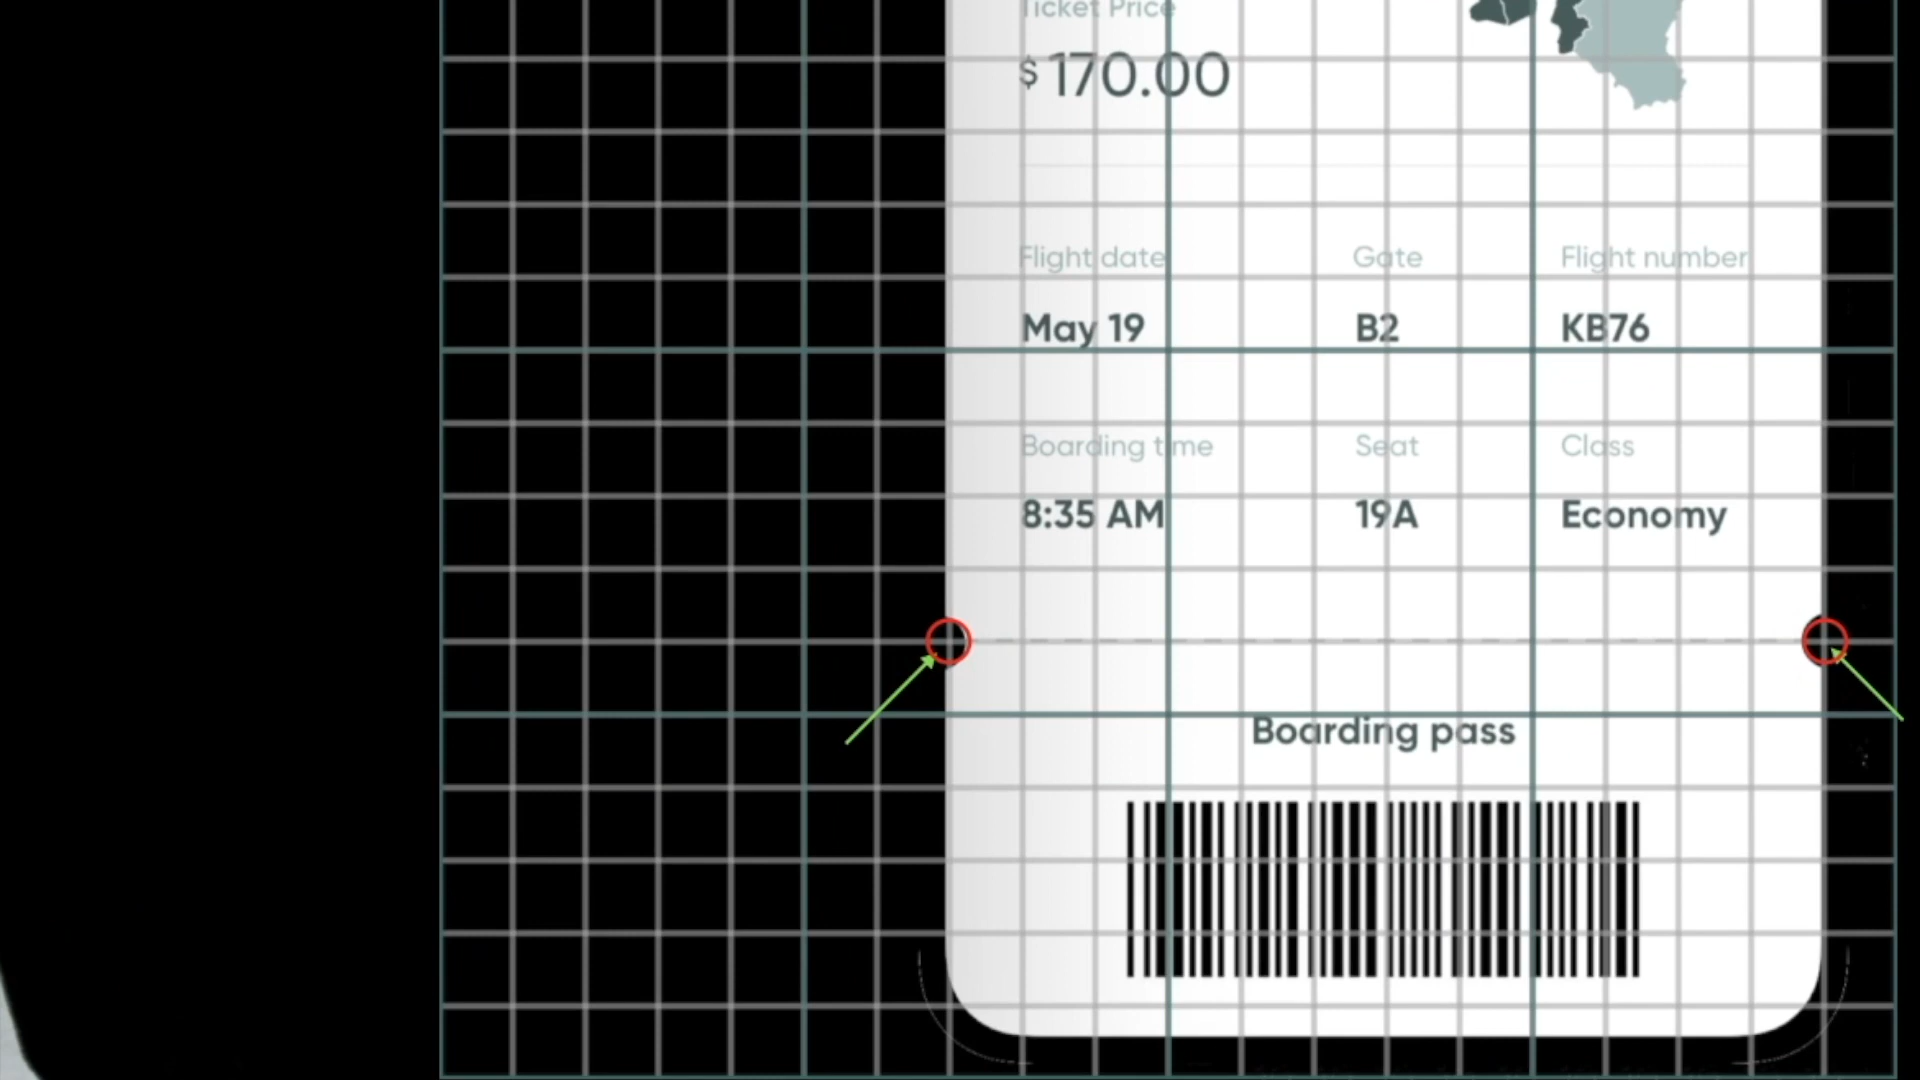 Ticket Price
$ 170.00
Flight date Gate Flight number
May 19 B2 KB76
Boarding time Seat Class
8:35 AM 19A Economy
Boarding pass